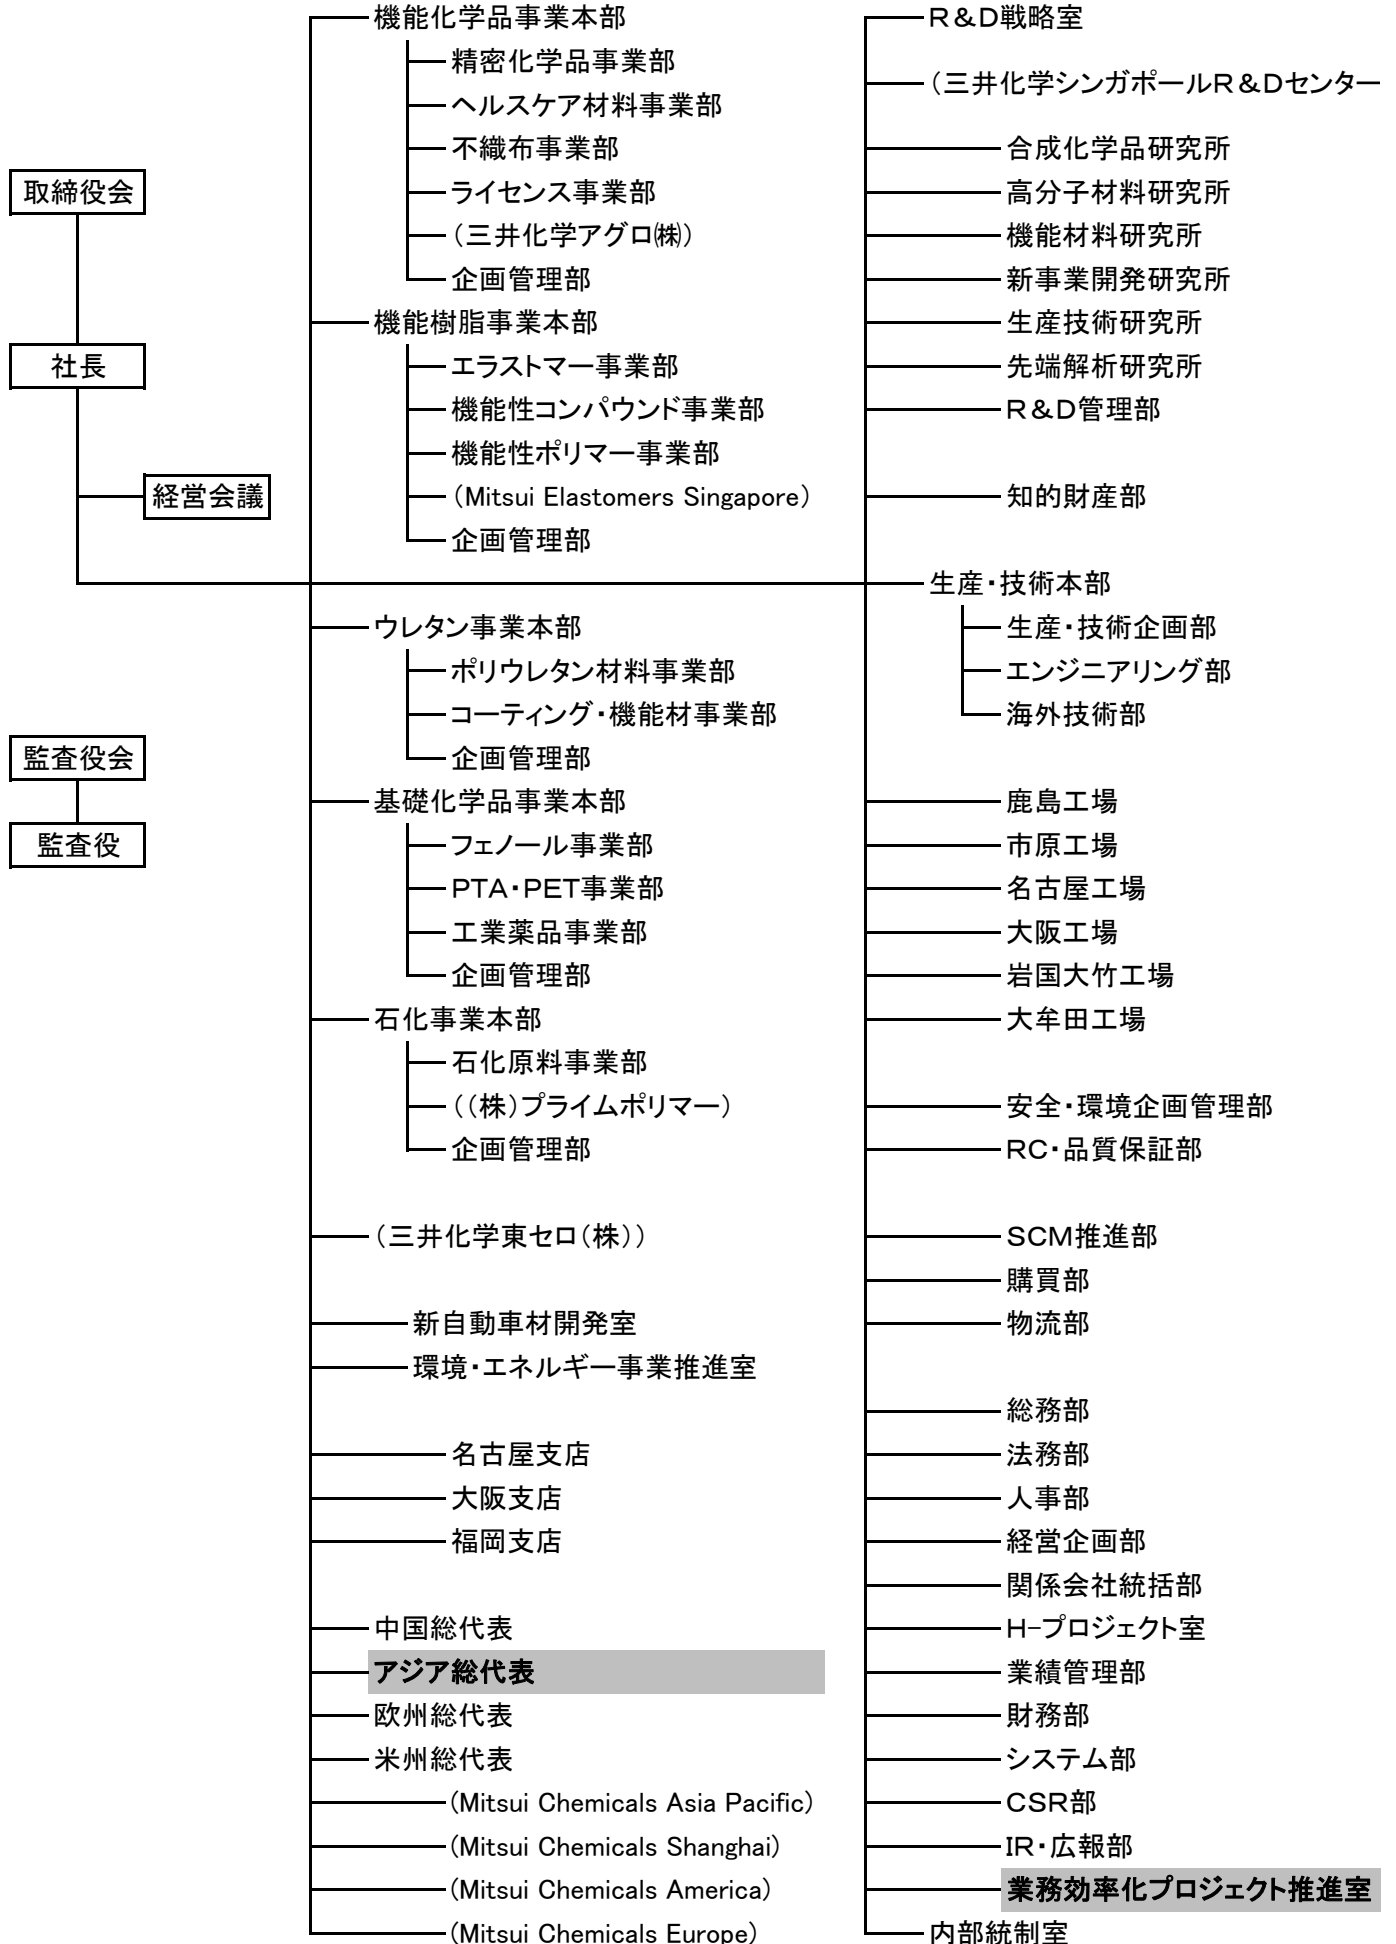 取締役会
社長
経営会議
監査役会
監査役
機能化学品事業本部
精密化学品事業部
ヘルスケア材料事業部
不織布事業部
ライセンス事業部
(三井化学アグロ㈱)
企画管理部
機能樹脂事業本部
エラストマー事業部
機能性コンパウンド事業部
機能性ポリマー事業部
(Mitsui Elastomers Singapore)
企画管理部
ウレタン事業本部
ポリウレタン材料事業部
コーティング・機能材事業部
企画管理部
基礎化学品事業本部
フェノール事業部
PTA・PET事業部
工業薬品事業部
企画管理部
石化事業本部
石化原料事業部
((株)プライムポリマー)
企画管理部
(三井化学東セロ(株))
新自動車材開発室
環境・エネルギー事業推進室
名古屋支店
大阪支店
福岡支店
中国総代表
アジア総代表
欧州総代表
米州総代表
(Mitsui Chemicals Asia Pacific)
(Mitsui Chemicals Shanghai)
(Mitsui Chemicals America)
(Mitsui Chemicals Europe)
R&D戦略室
(三井化学シンガポールR&Dセンター
合成化学品研究所
高分子材料研究所
機能材料研究所
新事業開発研究所
生産技術研究所
先端解析研究所
R&D管理部
知的財産部
生産・技術本部
生産・技術企画部
エンジニアリング部
海外技術部
鹿島工場
市原工場
名古屋工場
大阪工場
岩国大竹工場
大牟田工場
安全・環境企画管理部
RC・品質保証部
SCM推進部
購買部
物流部
総務部
法務部
人事部
経営企画部
関係会社統括部
H-プロジェクト室
業績管理部
財務部
システム部
CSR部
IR・広報部
業務効率化プロジェクト推進室
内部統制室